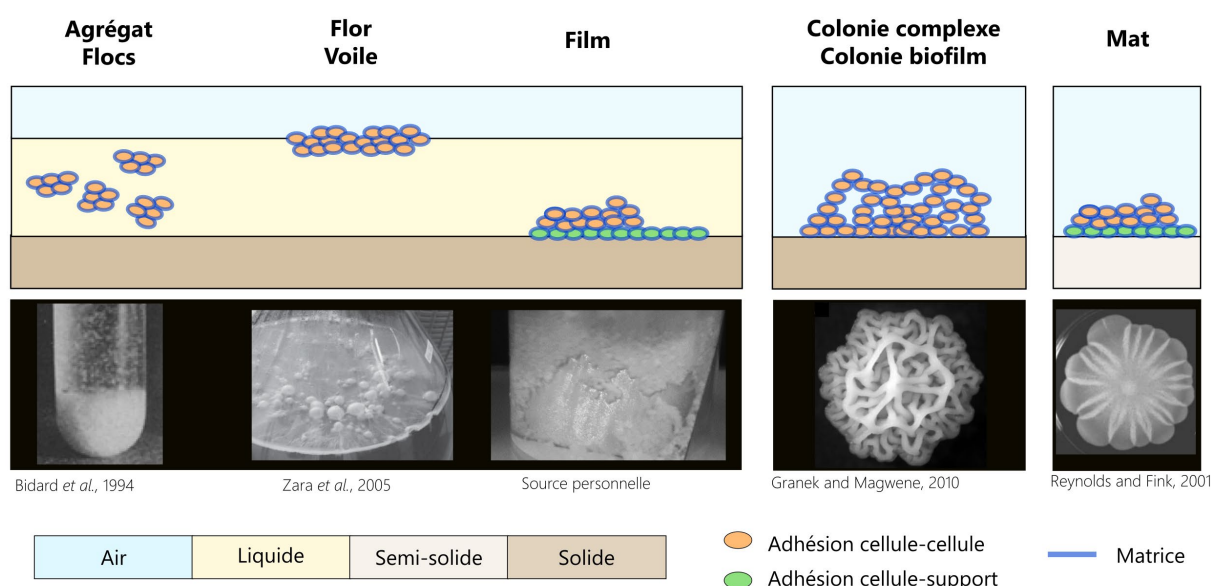 Agrégat
Flocs
Flor
Voile
Film
Colonie complexe
Colonie biofilm
Mat
Bidard et al., 1994
Zara et al., 2005
Source personnelle
Granek and Magwene, 2010
Reynolds and Fink, 2001
Air
Liquide
Semi-solide
Solide
Adhésion cellule-cellule
Matrice
Adhésion cellule-support